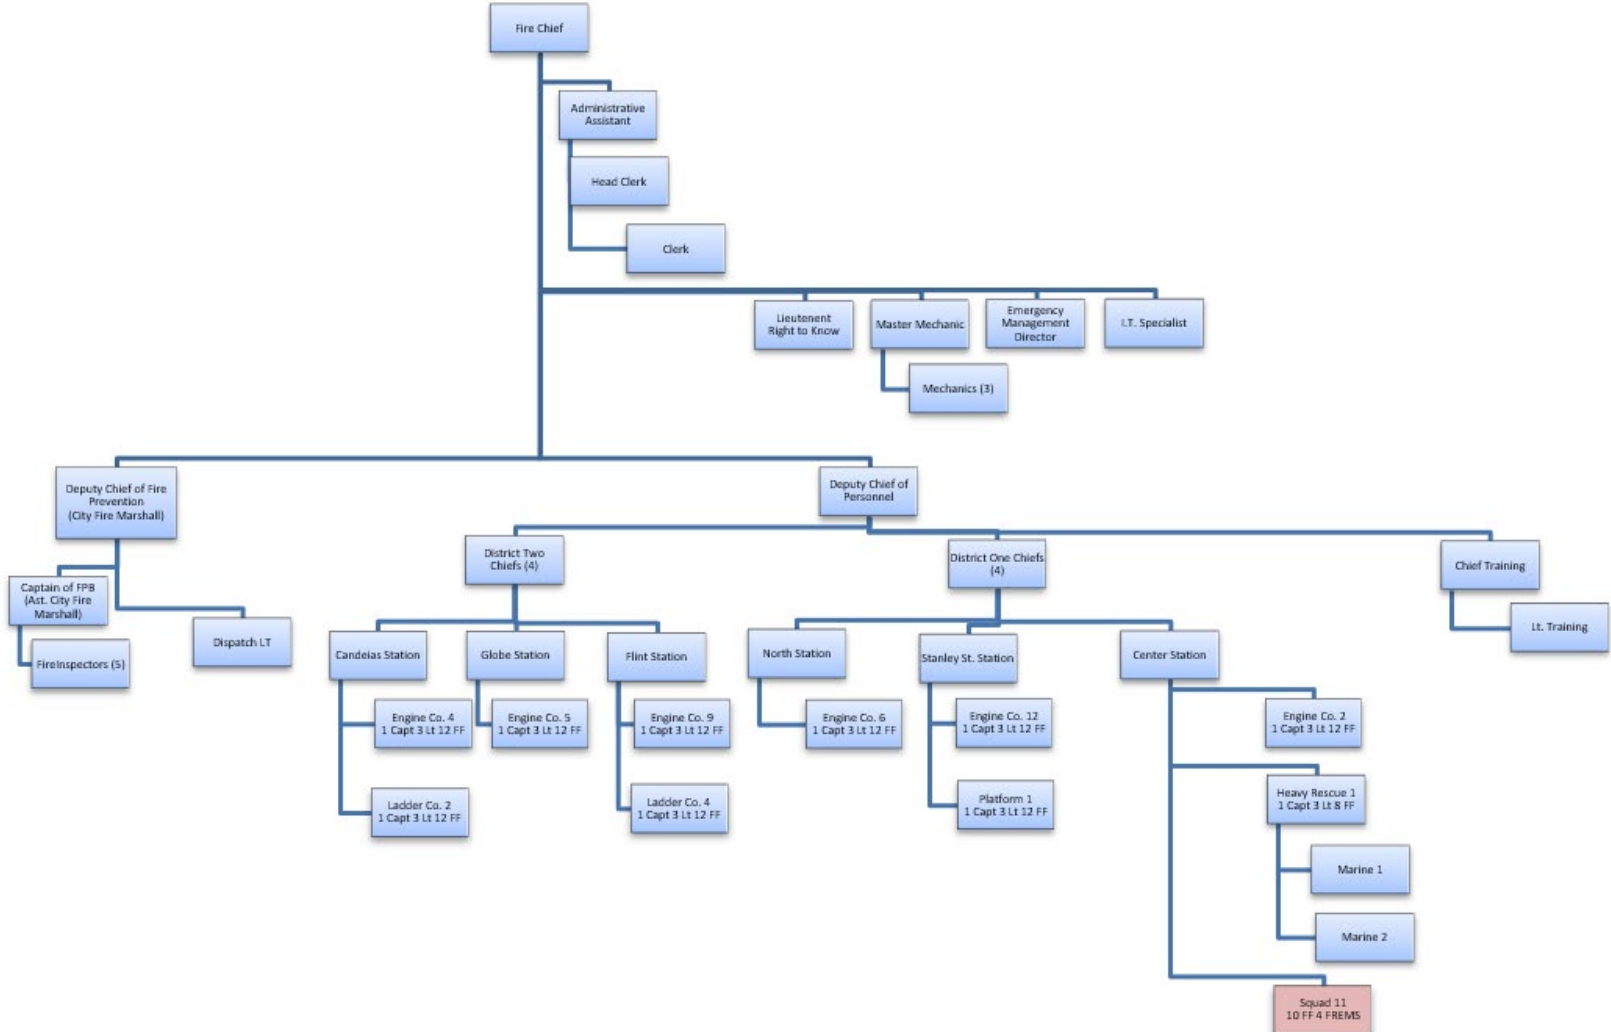 Fire Chief
Administrative
Assistant
Head Clerk
Clerk
Lieutenent
Right to Know
Master Mechanic
Emergency
Management
Director
I.T. Specialist
Mechanics (3)
Deputy Chief of Fire
Prevention
(City Fire Marshall)
Deputy Chief of
Personnel
District Two
Chiefs (4)
District One Chiefs
(4)
Chief Training
Captain of FPB
(Ast. City Fire
Marshall)
Dispatch LT
Lt. Training
FireInspectors (5)
Candeias Station
Globe Station
Flint Station
North Station
Stanley St. Station
Center Station
Engine Co. 4
1 Capt 3 Lt 12 FF
Engine Co. 5
1 Capt 3 Lt 12 FF
Engine Co. 9
1 Capt 3 Lt 12 FF
Engine Co. 6
1 Capt 3 Lt 12 FF
Engine Co. 12
1 Capt 3 Lt 12 FF
Engine Co. 2
1 Capt 3 Lt 12 FF
Ladder Co. 2
1 Capt 3 Lt 12 FF
Ladder Co. 4
1 Capt 3 Lt 12 FF
Platform 1
1 Capt 3 Lt 12 FF
Heavy Rescue 1
1 Capt 3 Lt 8 FF
Marine 1
Marine 2
Squad 11
10 FF 4 FREMS